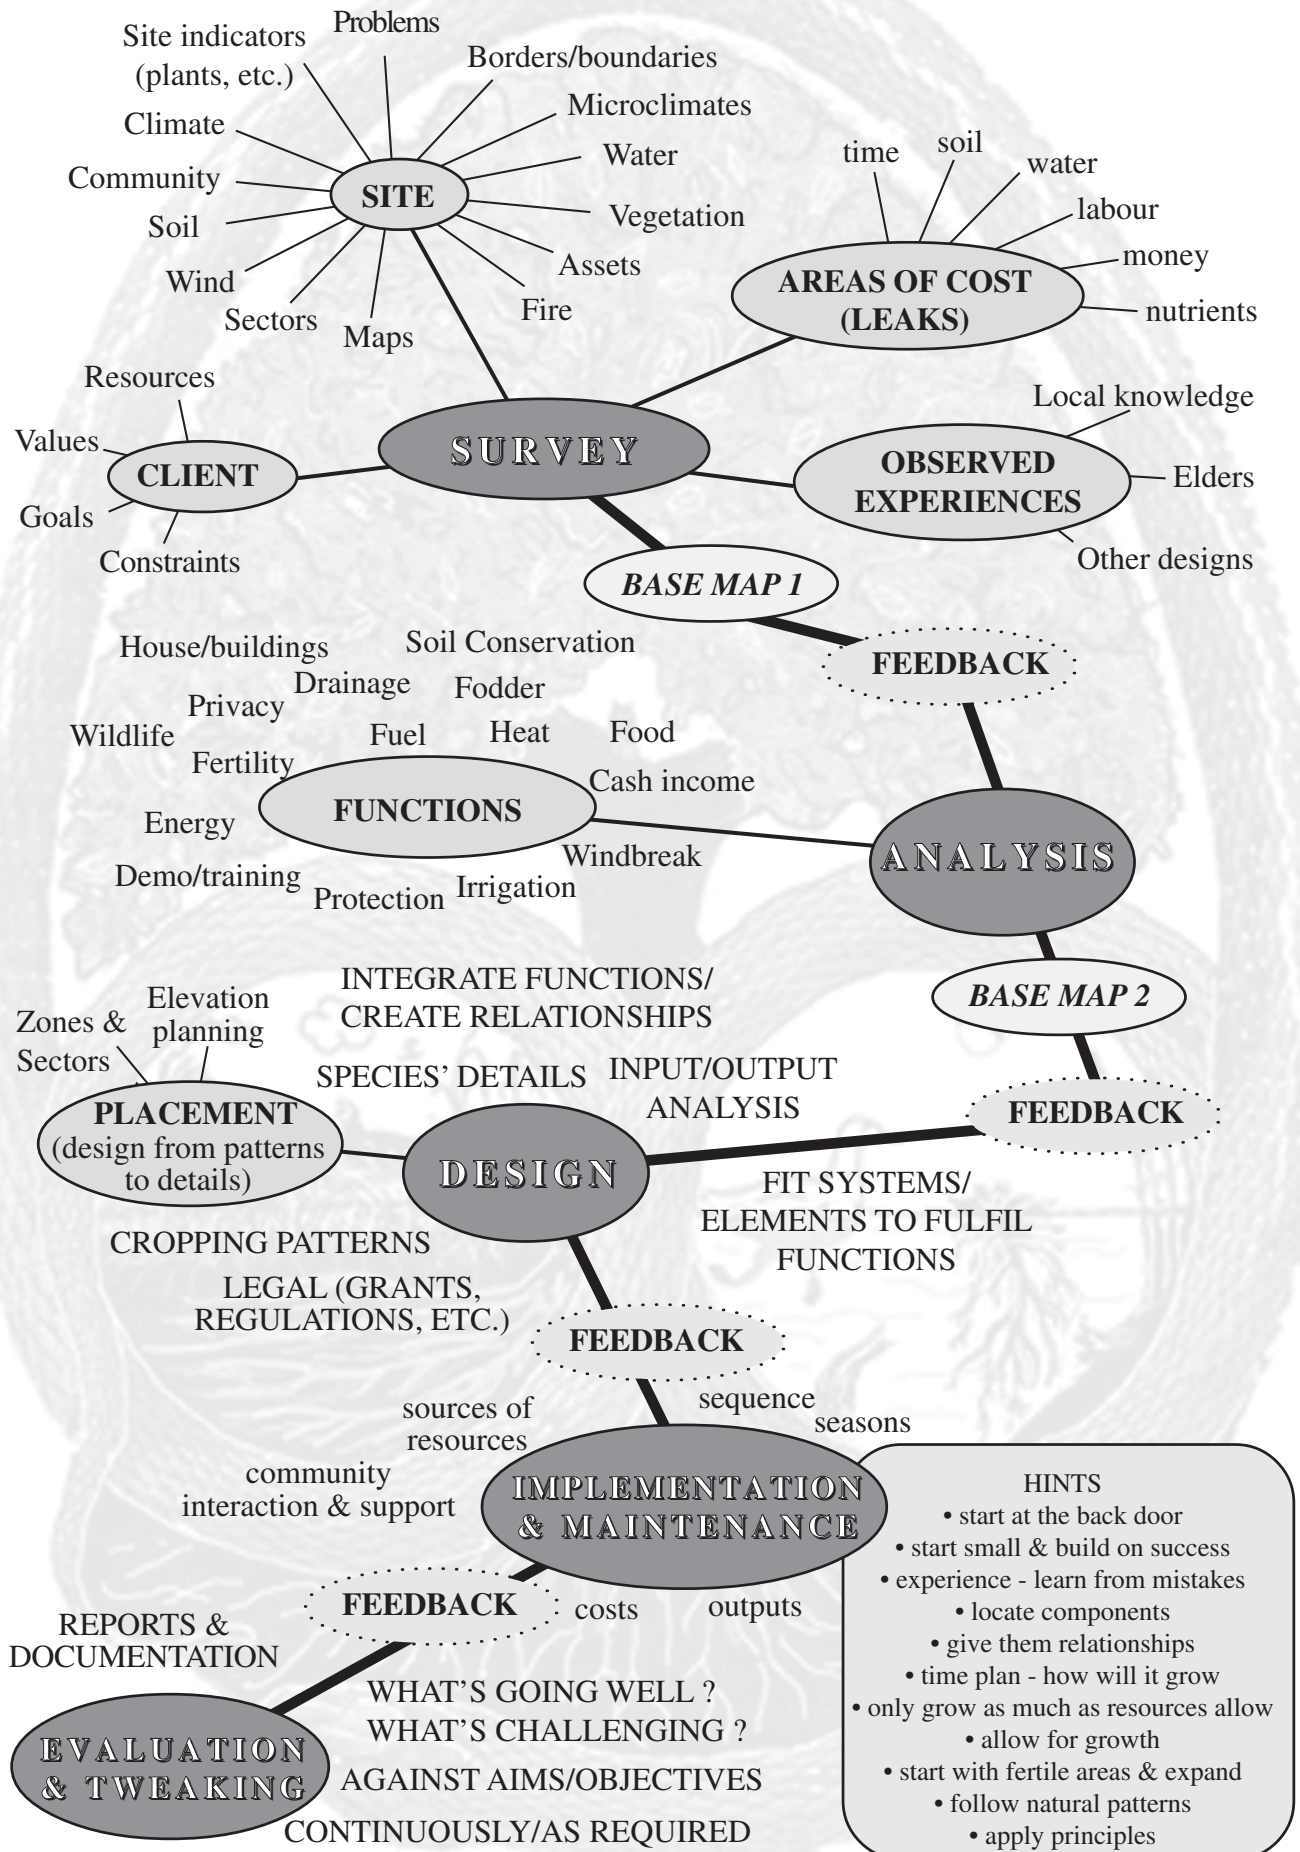 Problems
Site indicators
(plants, etc.)
Borders/boundaries
Climate
Microclimates
Community
Water
Soil
SITE
Vegetation
Wind
Assets
Sectors
Fire
Maps
time
soil
water
labour
money
nutrients
AREAS OF COST
(LEAKS)
Resources
Values
CLIENT
Goals
Constraints
SURVEY
Local knowledge
OBSERVED
EXPERIENCES
Elders
Other designs
BASE MAP 1
FEEDBACK
House/buildings
Soil Conservation
Drainage
Fodder
Privacy
Wildlife
Fuel
Heat
Food
Fertility
Cash income
FUNCTIONS
Energy
Windbreak
Demo/training
Protection
Irrigation
ANALYSIS
BASE MAP 2
FEEDBACK
INTEGRATE FUNCTIONS/
CREATE RELATIONSHIPS
Elevation
planning
Zones &
Sectors
SPECIES’ DETAILS
INPUT/OUTPUT
ANALYSIS
PLACEMENT
(design from patterns
to details)
DESIGN
FIT SYSTEMS/
ELEMENTS TO FULFIL
FUNCTIONS
CROPPING PATTERNS
LEGAL (GRANTS,
REGULATIONS, ETC.)
FEEDBACK
sources of
resources
sequence
seasons
community
interaction & support
IMPLEMENTATION
& MAINTENANCE
FEEDBACK
costs
outputs
HINTS
• start at the back door
• start small & build on success
• experience - learn from mistakes
• locate components
• give them relationships
• time plan - how will it grow
• only grow as much as resources allow
• allow for growth
• start with fertile areas & expand
• follow natural patterns
• apply principles
REPORTS &
DOCUMENTATION
WHAT’S GOING WELL ?
WHAT’S CHALLENGING ?
EVALUATION
& TWEAKING
AGAINST AIMS/OBJECTIVES
CONTINUOUSLY/AS REQUIRED